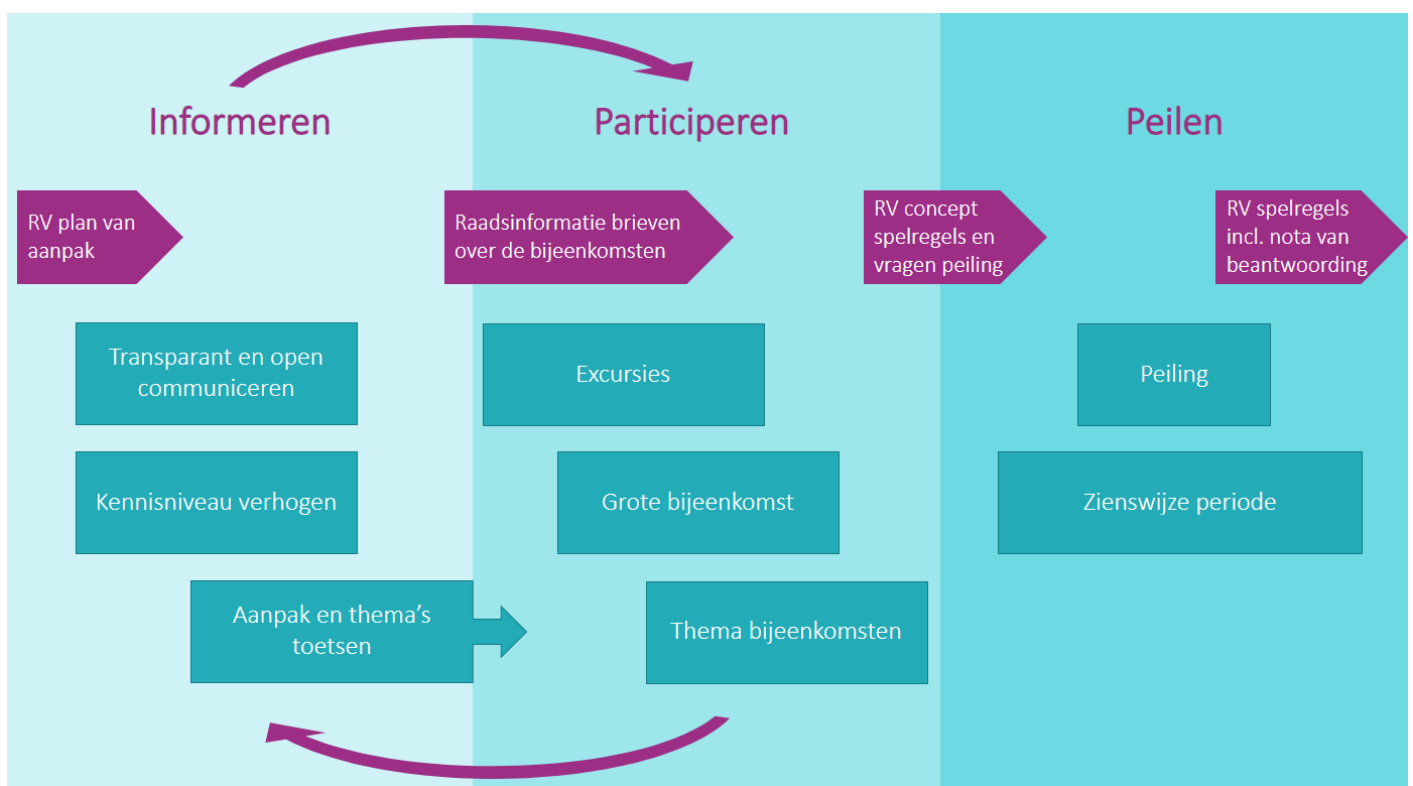 Informeren
Participeren
Peilen
RV plan van
aanpak
Raadsinformatie brieven
over de bijeenkomsten
RV concept
spelregels en
vragen peiling
RV spelregels
incl. nota van
beantwoording
Transparant en open
communiceren
Excursies
Peiling
Kennisniveau verhogen
Grote bijeenkomst
Zienswijze periode
Aanpak en thema's
toetsen
Thema bijeenkomsten